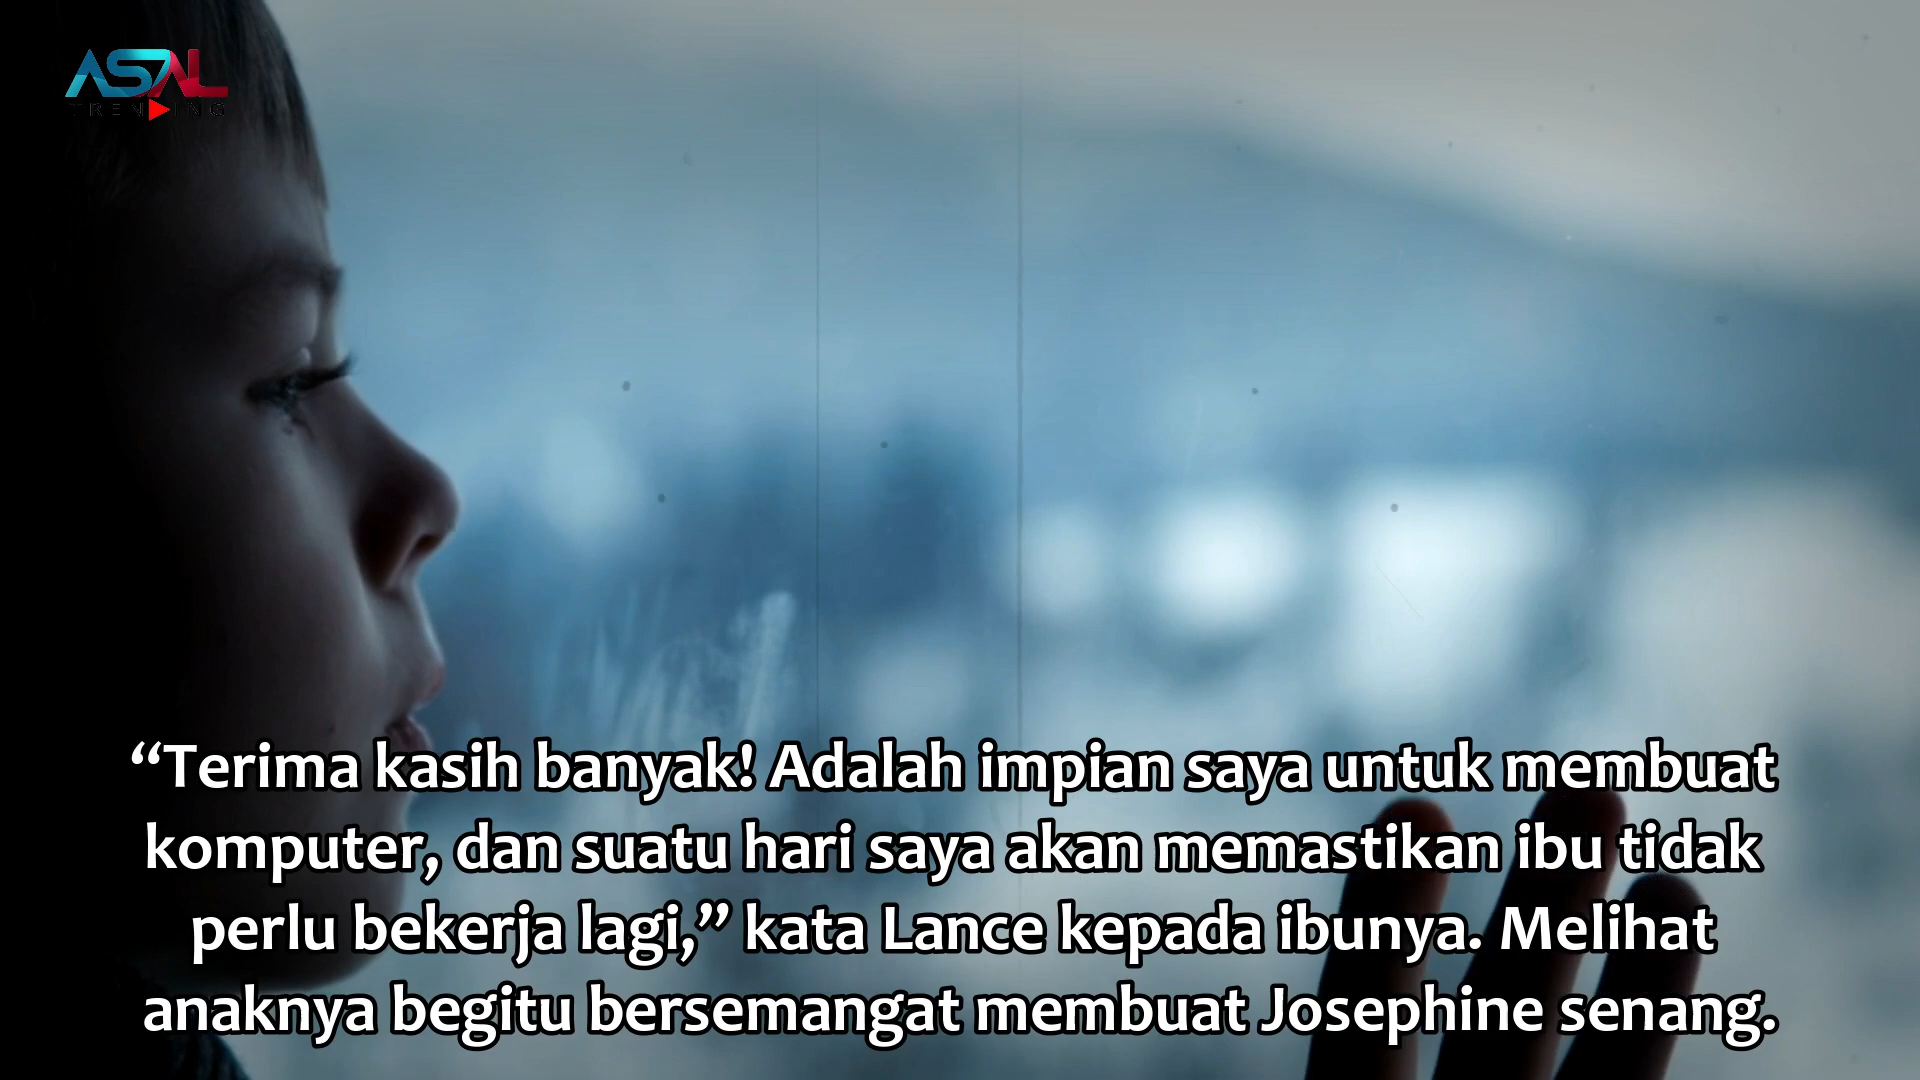 ASAL
TRENDING
“Terima kasih banyak! Adalah impian saya untuk membuat
komputer, dan suatu hari saya akan memastikan ibu tidak
perlu bekerja lagi,” kata Lance kepada ibunya. Melihat
anaknya begitu bersemangat membuat Josephine senang.